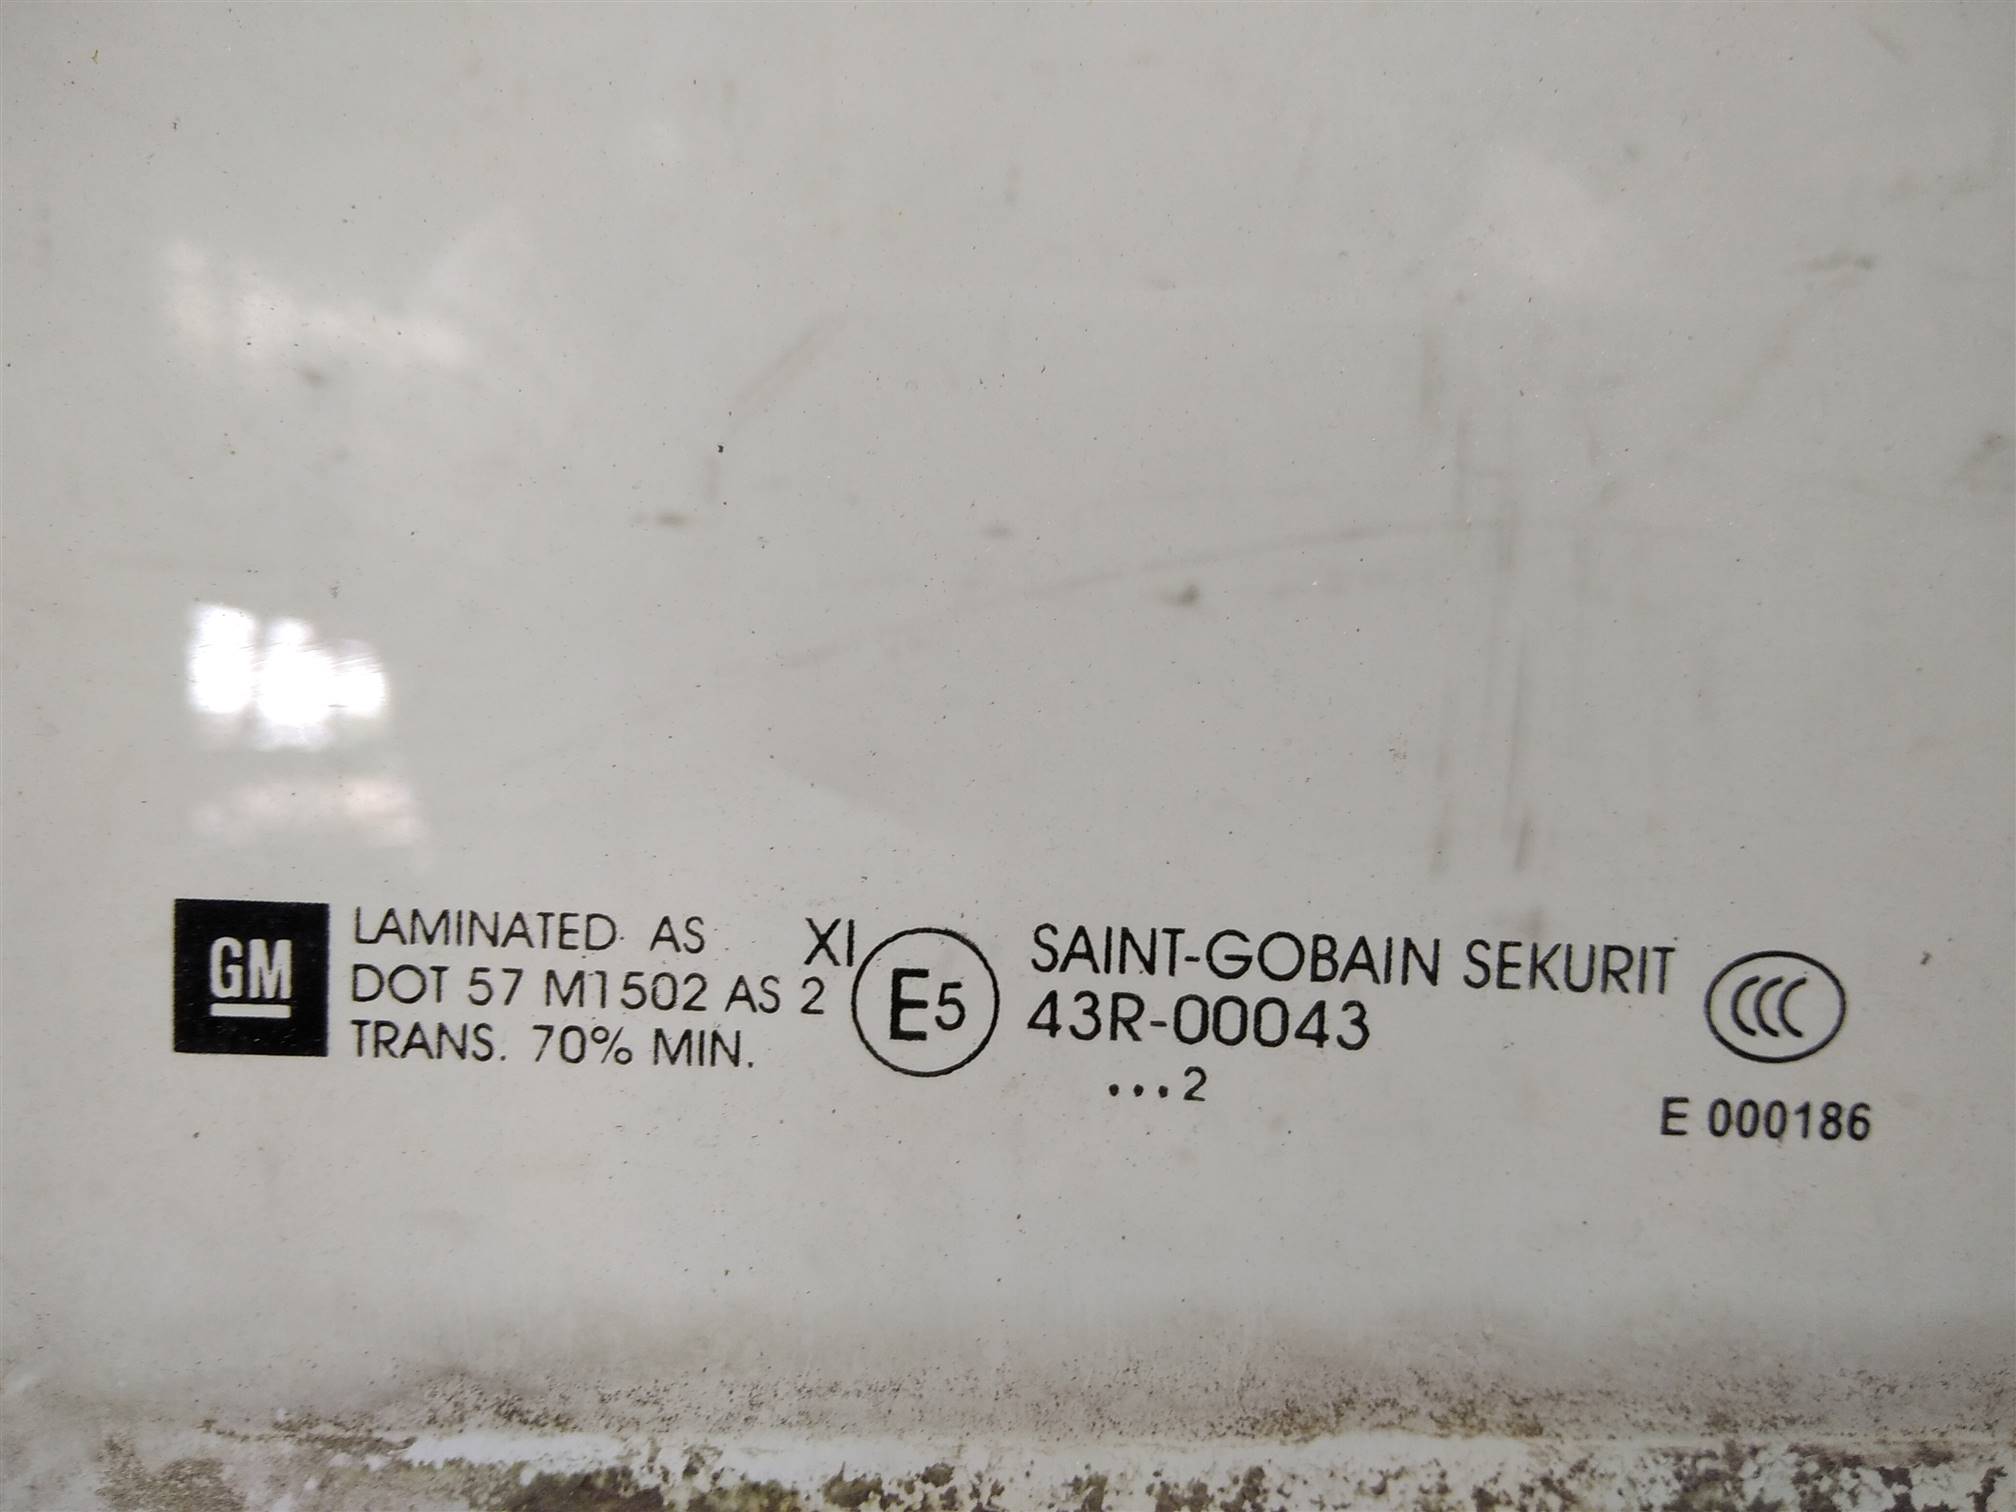 GM
LAMINATED AS XI
DOT 57 M1502 AS 2
TRANS. 70% MIN.
E5
SAINT-GOBAIN SEKURIT
43R-00043
...2
CCC
E 000186